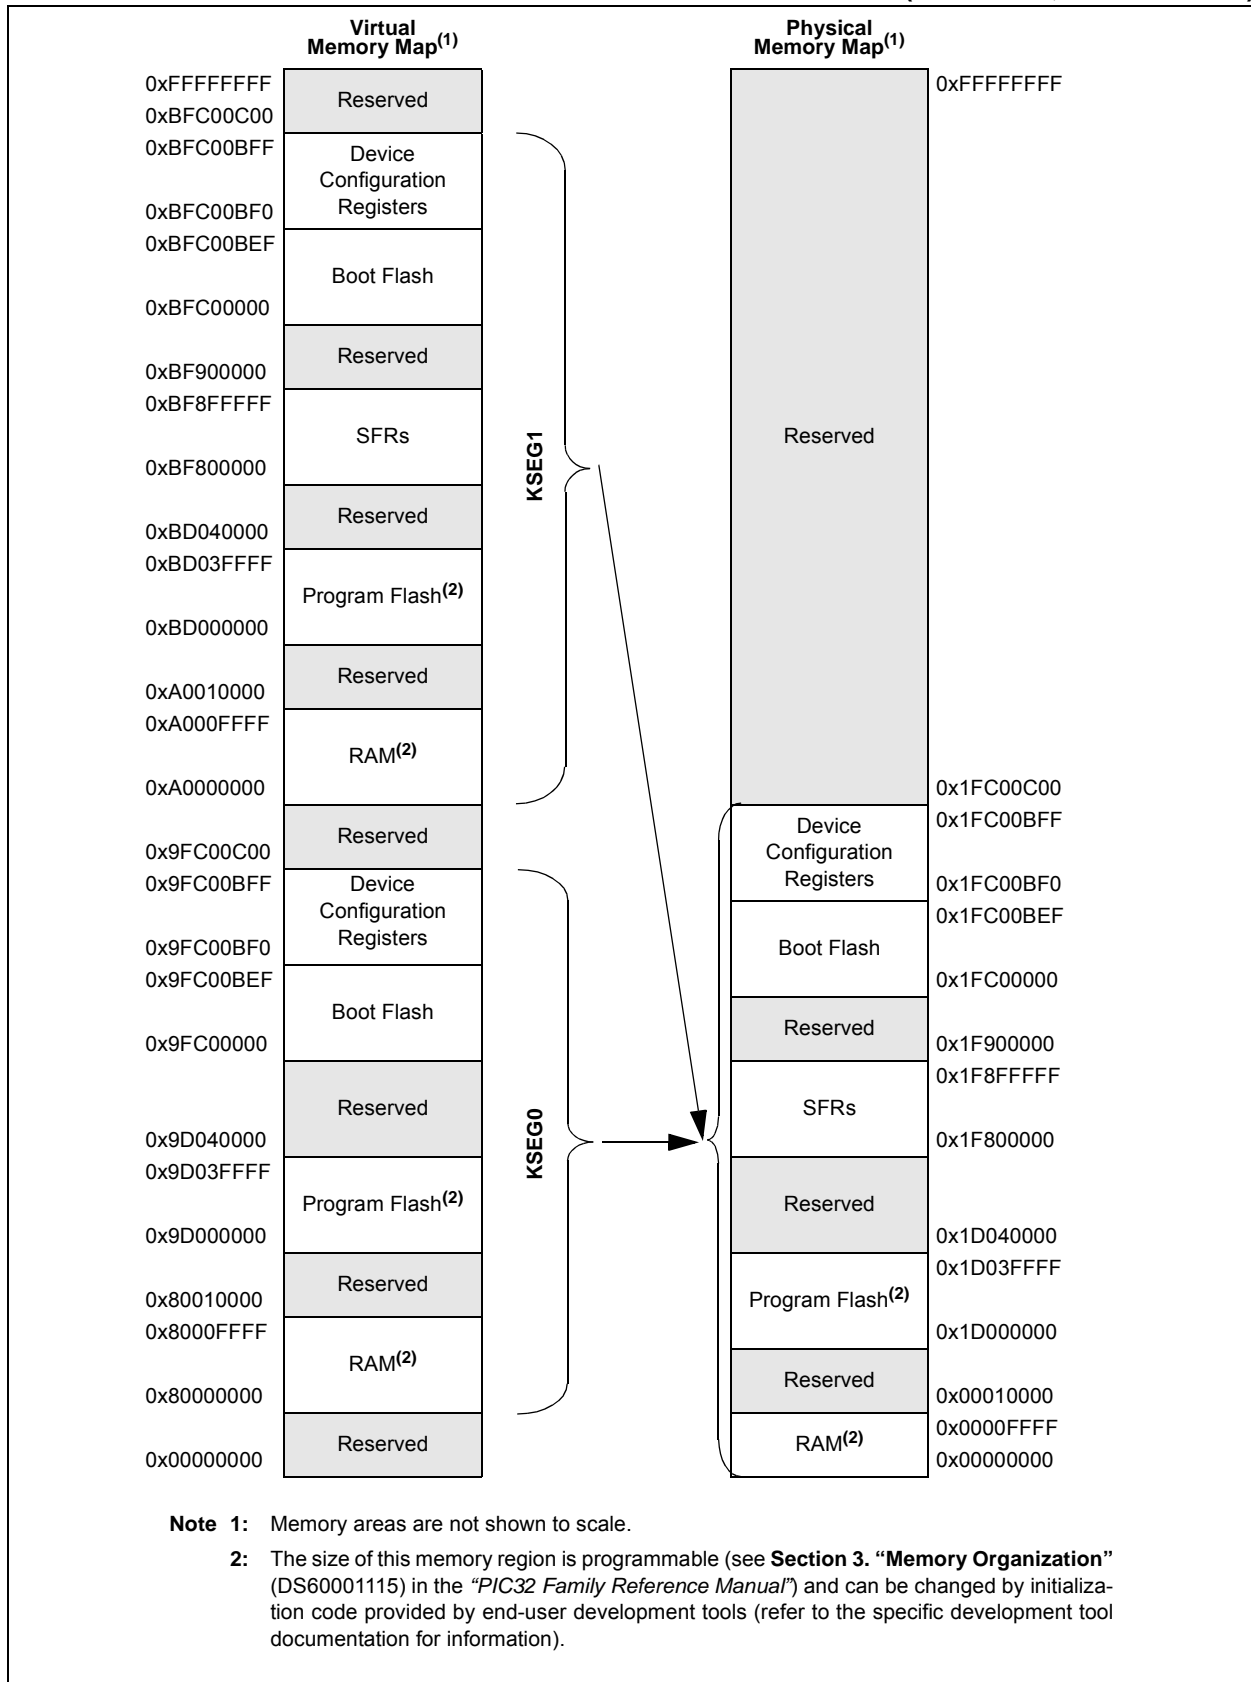 Virtual
Memory Map(1)
0xFFFFFFFF
Reserved
0xBFC00C00
0xBFC00BFF
Device
Configuration
Registers
0xBFC00BF0
0xBFC00BEF
Boot Flash
0xBFC00000
Reserved
0xBF900000
0xBF8FFFFF
SFRs
0xBF800000
Reserved
0xBD040000
0xBD03FFFF
Program Flash(2)
0xBD000000
Reserved
0xA0010000
0xA000FFFF
RAM(2)
0xA0000000
Reserved
0x9FC00C00
0x9FC00BFF
Device
Configuration
Registers
0x9FC00BF0
0x9FC00BEF
Boot Flash
0x9FC00000
Reserved
0x9D040000
0x9D03FFFF
Program Flash(2)
0x9D000000
Reserved
0x80010000
0x8000FFFF
RAM(2)
0x80000000
Reserved
0x00000000
KSEG1
KSEG0
Physical
Memory Map(1)
0xFFFFFFFF
Reserved
0x1FC00C00
0x1FC00BFF
Device
Configuration
Registers
0x1FC00BF0
0x1FC00BEF
Boot Flash
0x1FC00000
Reserved
0x1F900000
0x1F8FFFFF
SFRs
0x1F800000
Reserved
0x1D040000
0x1D03FFFF
Program Flash(2)
0x1D000000
Reserved
0x00010000
0x0000FFFF
RAM(2)
0x00000000
Note 1: Memory areas are not shown to scale.
2: The size of this memory region is programmable (see Section 3. “Memory Organization”
(DS60001115) in the “PIC32 Family Reference Manual”) and can be changed by initializa-
tion code provided by end-user development tools (refer to the specific development tool
documentation for information).